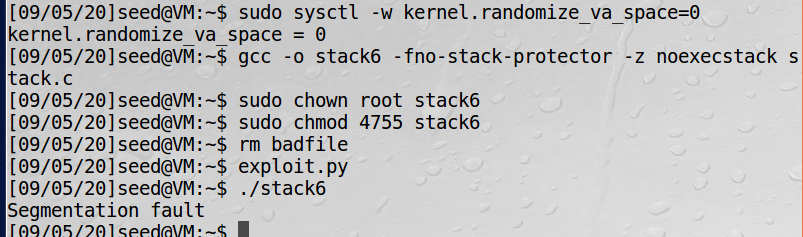 [09/05/20]seed@VM:~$ sudo sysctl -w kernel.randomize_va_space=0
kernel.randomize_va_space = 0
[09/05/20]seed@VM:~$ gcc -o stack6 -fno-stack-protector -z noexecstack s
tack.c
[09/05/20]seed@VM:~$ sudo chown root stack6
[09/05/20]seed@VM:~$ sudo chmod 4755 stack6
[09/05/20]seed@VM:~$ rm badfile
[09/05/20]seed@VM:~$ exploit.py
[09/05/20]seed@VM:~$ ./stack6
Segmentation fault
[09/05/20]seed@VM:~$